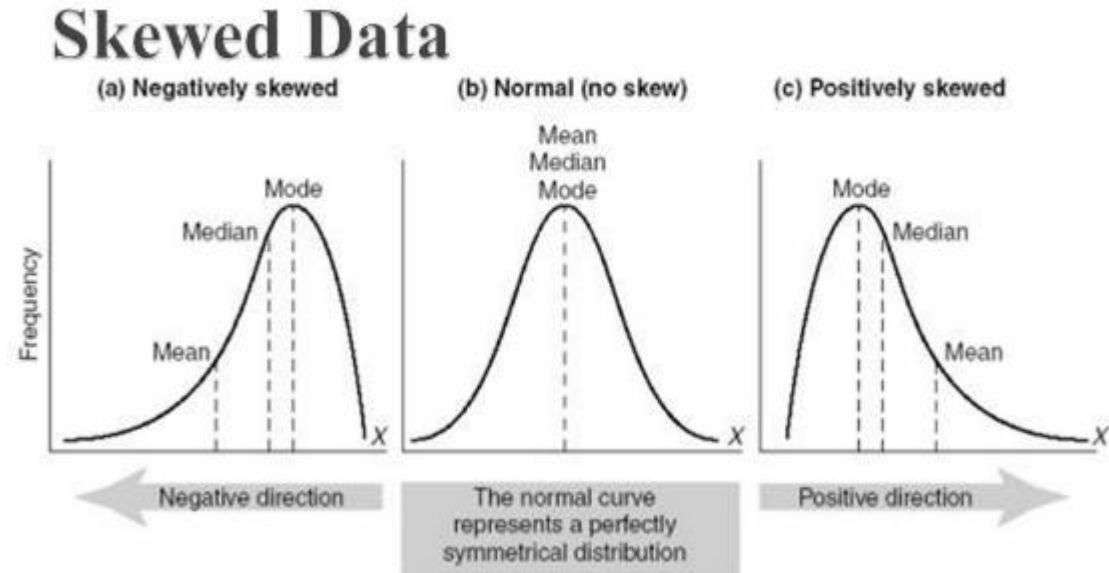 Skewed Data
(a) Negatively skewed
(b) Normal (no skew)
(c) Positively skewed
Frequency
Mode
Median
Mean
X
Mean
Median
Mode
X
Mode
Median
Mean
X
Negative direction
The normal curve
represents a perfectly
symmetrical distribution
Positive direction